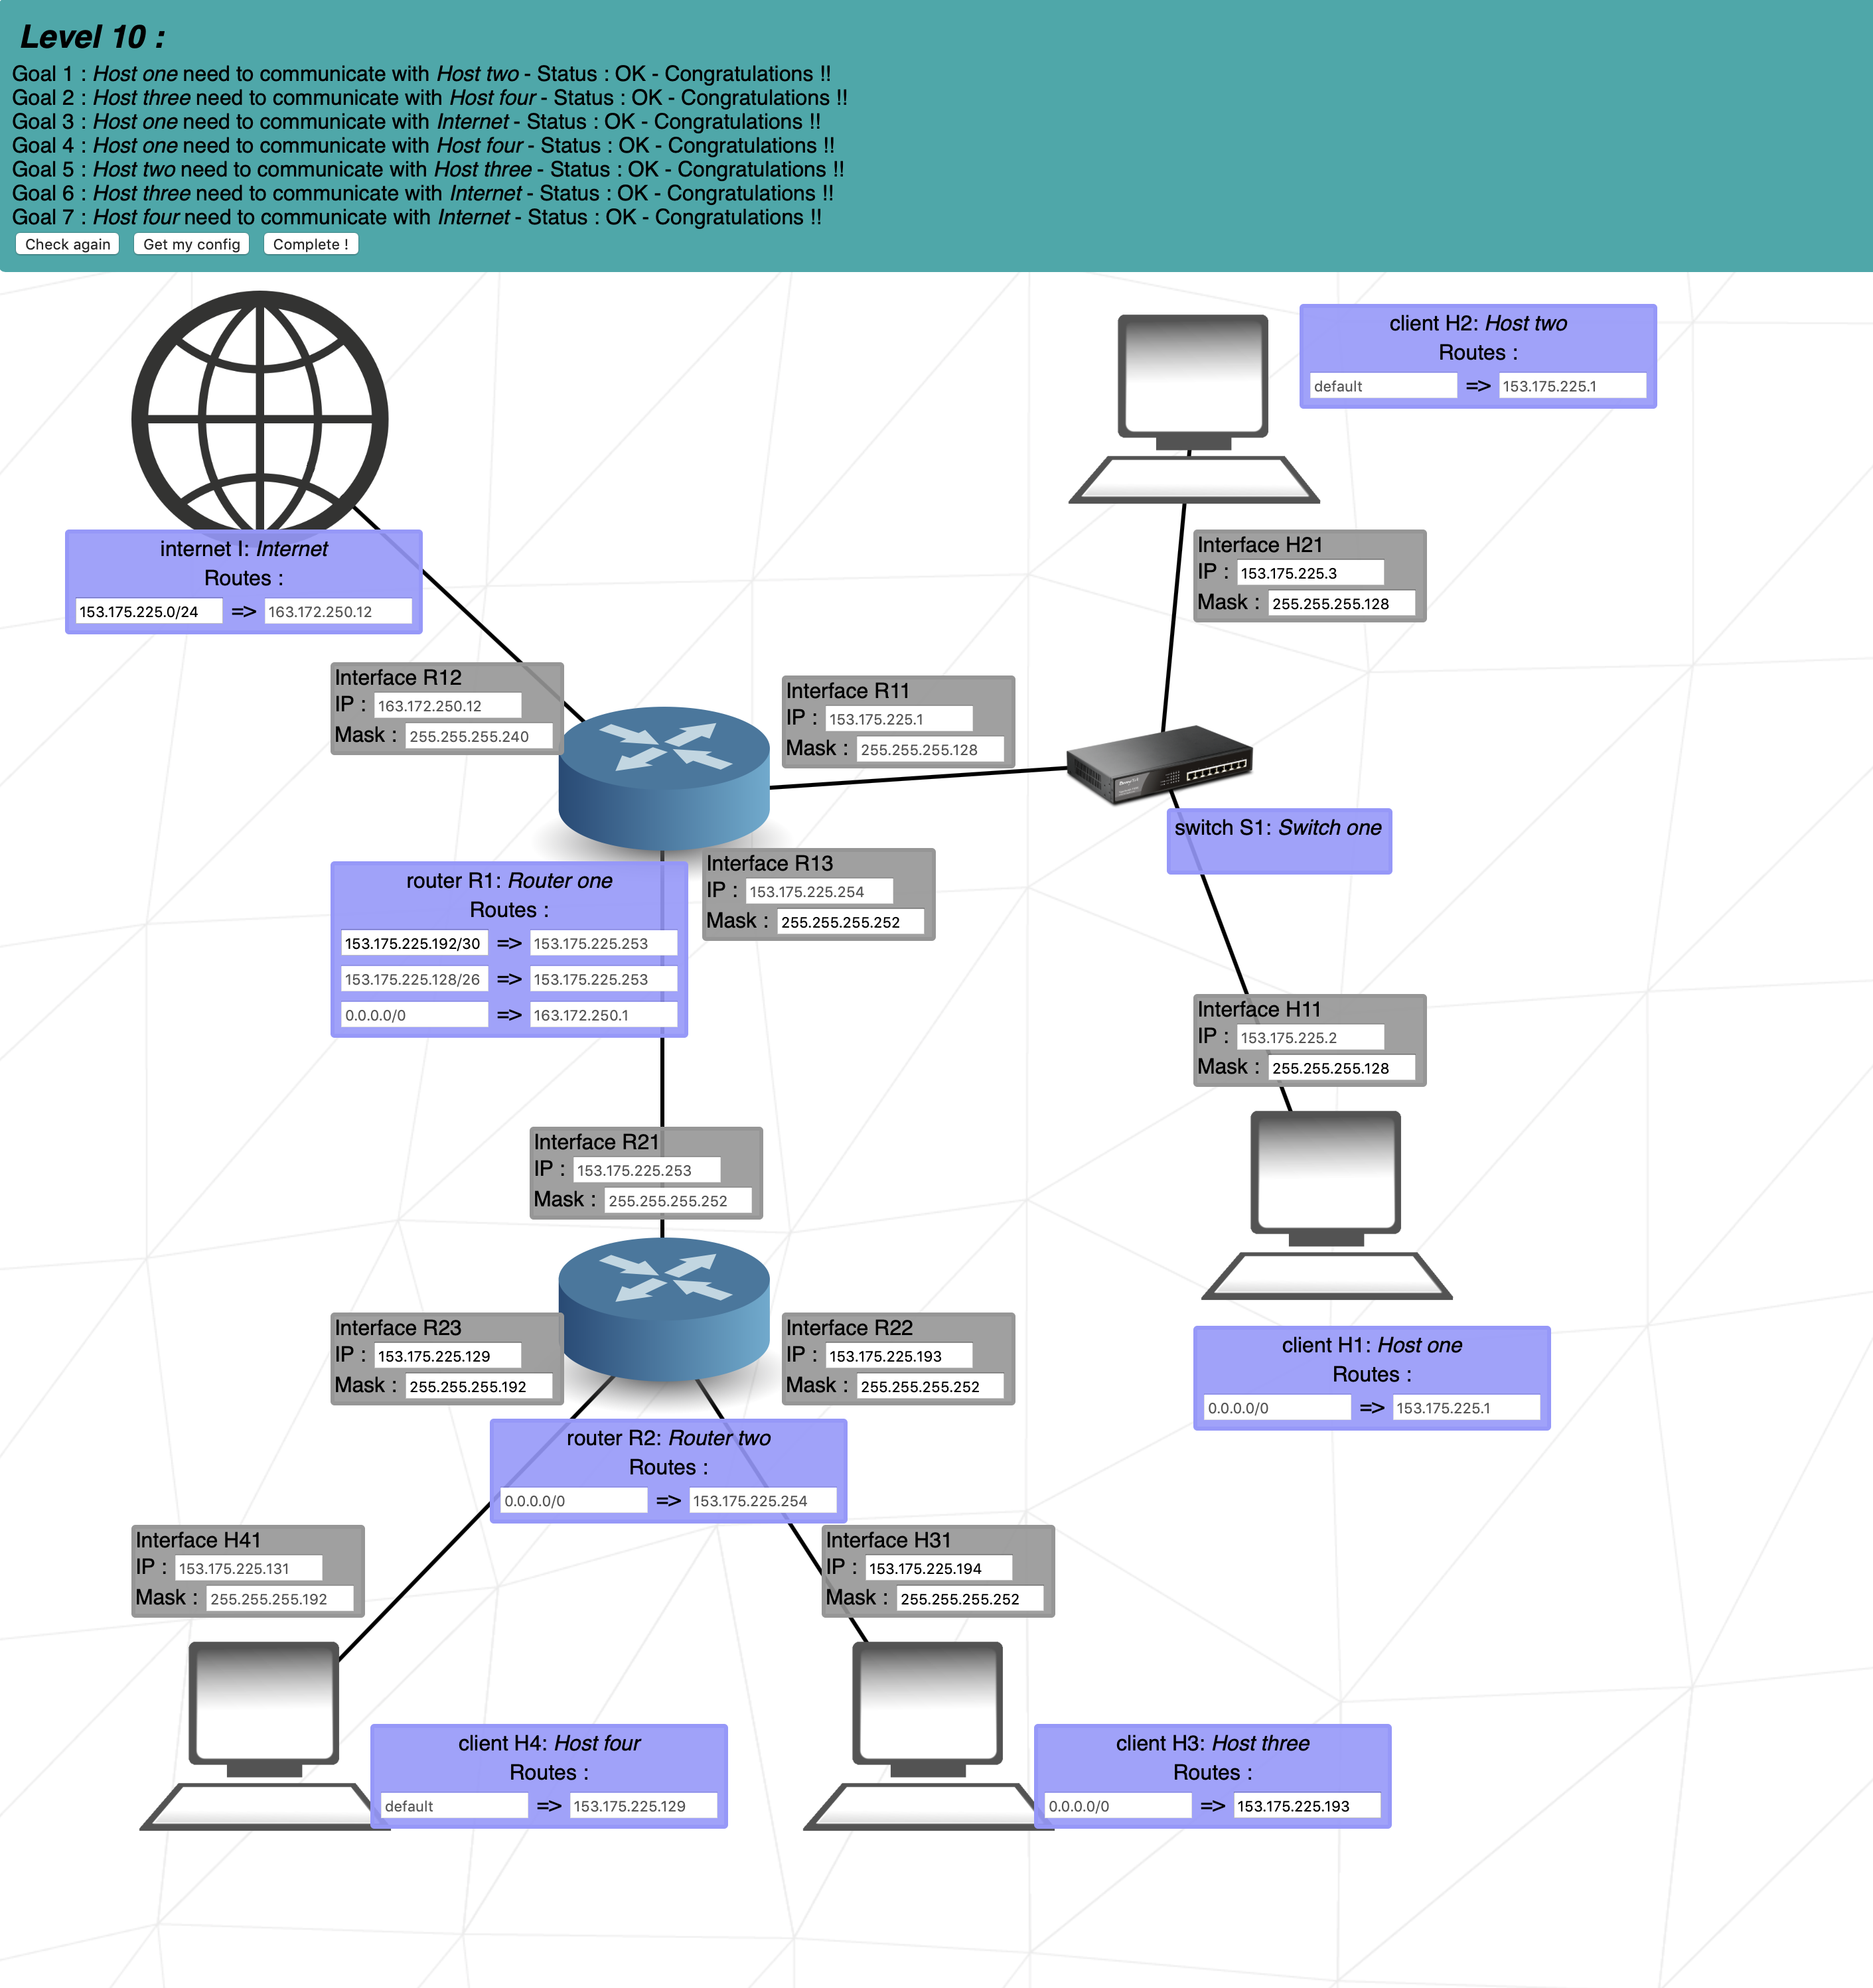 Level 10 :
Goal 1 : Host one need to communicate with Host two - Status : OK - Congratulations !!
Goal 2 : Host three need to communicate with Host four - Status : OK - Congratulations !!
Goal 3 : Host one need to communicate with Internet - Status : OK - Congratulations !!
Goal 4 : Host one need to communicate with Host four - Status : OK - Congratulations !!
Goal 5 : Host two need to communicate with Host three - Status : OK - Congratulations !!
Goal 6 : Host three need to communicate with Internet - Status : OK - Congratulations !!
Goal 7 : Host four need to communicate with Internet - Status : OK - Congratulations !!
Check again Get my config Complete !
client H2: Host two
Routes :
default => 153.175.225.1
internet I: Internet
Routes :
153.175.225.0/24 => 163.172.250.12
Interface H21
IP : 153.175.225.3
Mask : 255.255.255.128
Interface R12
IP : 163.172.250.12
Mask : 255.255.255.240
Interface R11
IP : 153.175.225.1
Mask : 255.255.255.128
switch S1: Switch one
Interface R13
IP : 153.175.225.254
Mask : 255.255.255.252
router R1: Router one
Routes :
153.175.225.192/30 => 153.175.225.253
153.175.225.128/26 => 153.175.225.253
0.0.0.0/0 => 163.172.250.1
Interface H11
IP : 153.175.225.2
Mask : 255.255.255.128
Interface R21
IP : 153.175.225.253
Mask : 255.255.255.252
Interface R23
IP : 153.175.225.129
Mask : 255.255.255.192
Interface R22
IP : 153.175.225.193
Mask : 255.255.255.252
client H1: Host one
Routes :
0.0.0.0/0 => 153.175.225.1
router R2: Router two
Routes :
0.0.0.0/0 => 153.175.225.254
Interface H41
IP : 153.175.225.131
Mask : 255.255.255.192
Interface H31
IP : 153.175.225.194
Mask : 255.255.255.252
client H4: Host four
Routes :
default => 153.175.225.129
client H3: Host three
Routes :
0.0.0.0/0 => 153.175.225.193